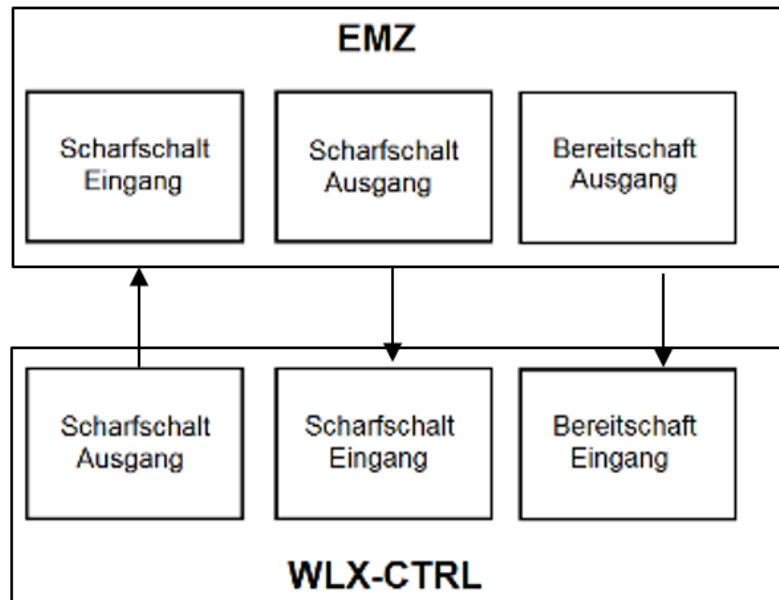 EMZ
Scharfschalt
Eingang
Scharfschalt
Ausgang
Bereitschaft
Ausgang
Scharfschalt
Ausgang
Scharfschalt
Eingang
Bereitschaft
Eingang
WLX-CTRL